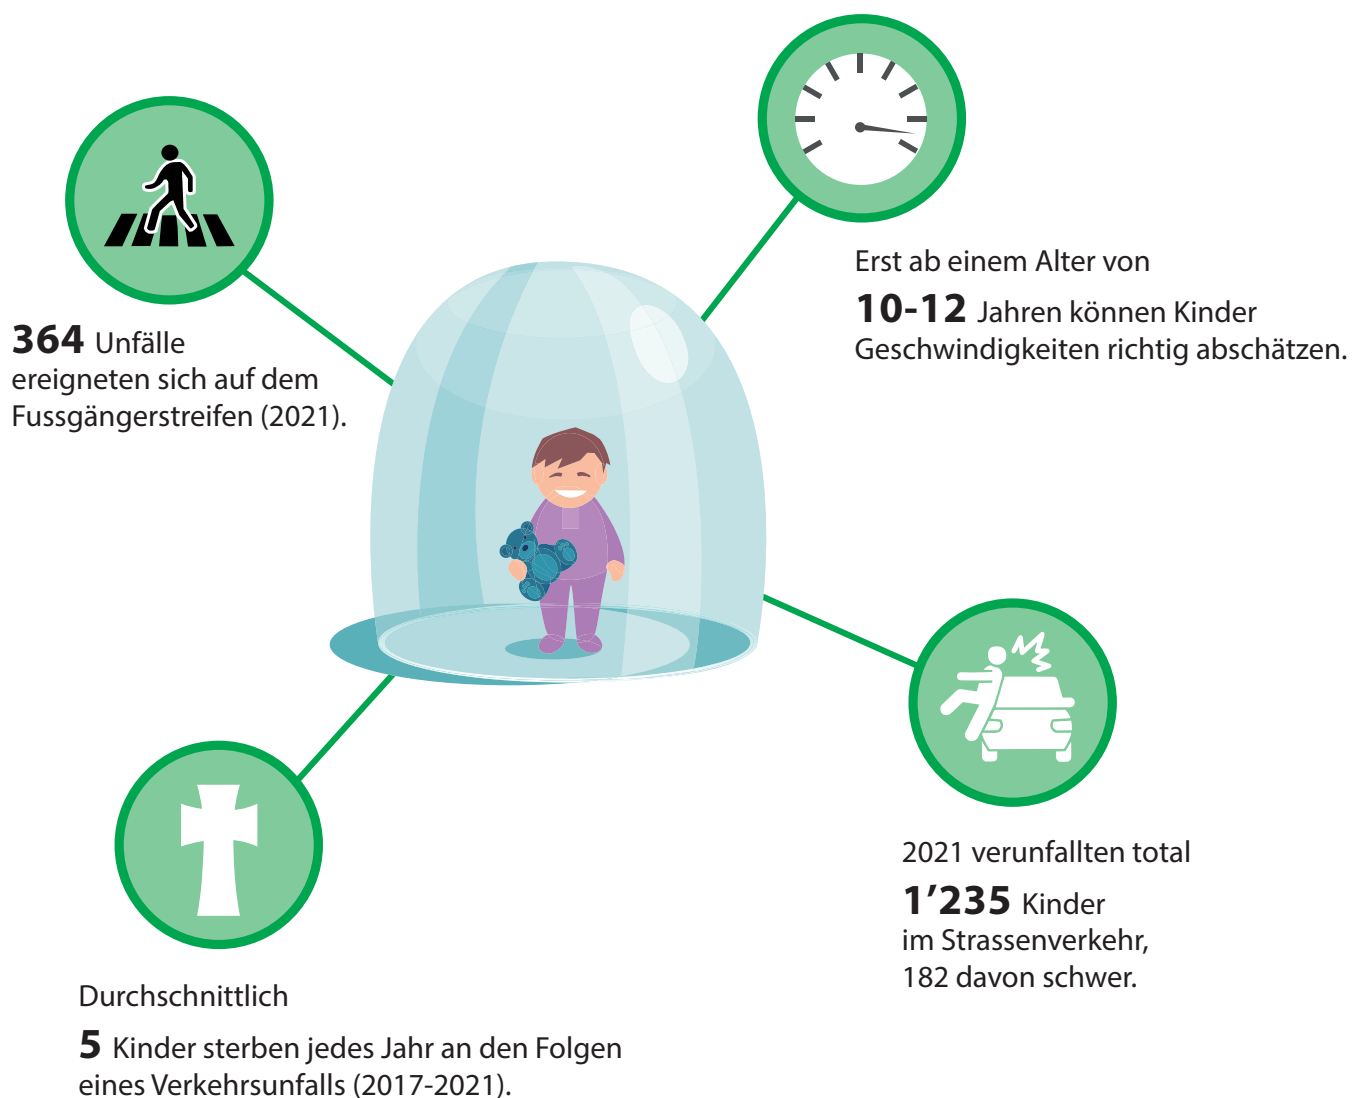 364 Unfälle
ereigneten sich auf dem
Fussgängerstreifen (2021).
Erst ab einem Alter von
10-12 Jahren können Kinder
Geschwindigkeiten richtig abschätzen.
2021 verunfallten total
1’235 Kinder
im Strassenverkehr,
182 davon schwer.
Durchschnittlich
5 Kinder sterben jedes Jahr an den Folgen
eines Verkehrsunfalls (2017-2021).